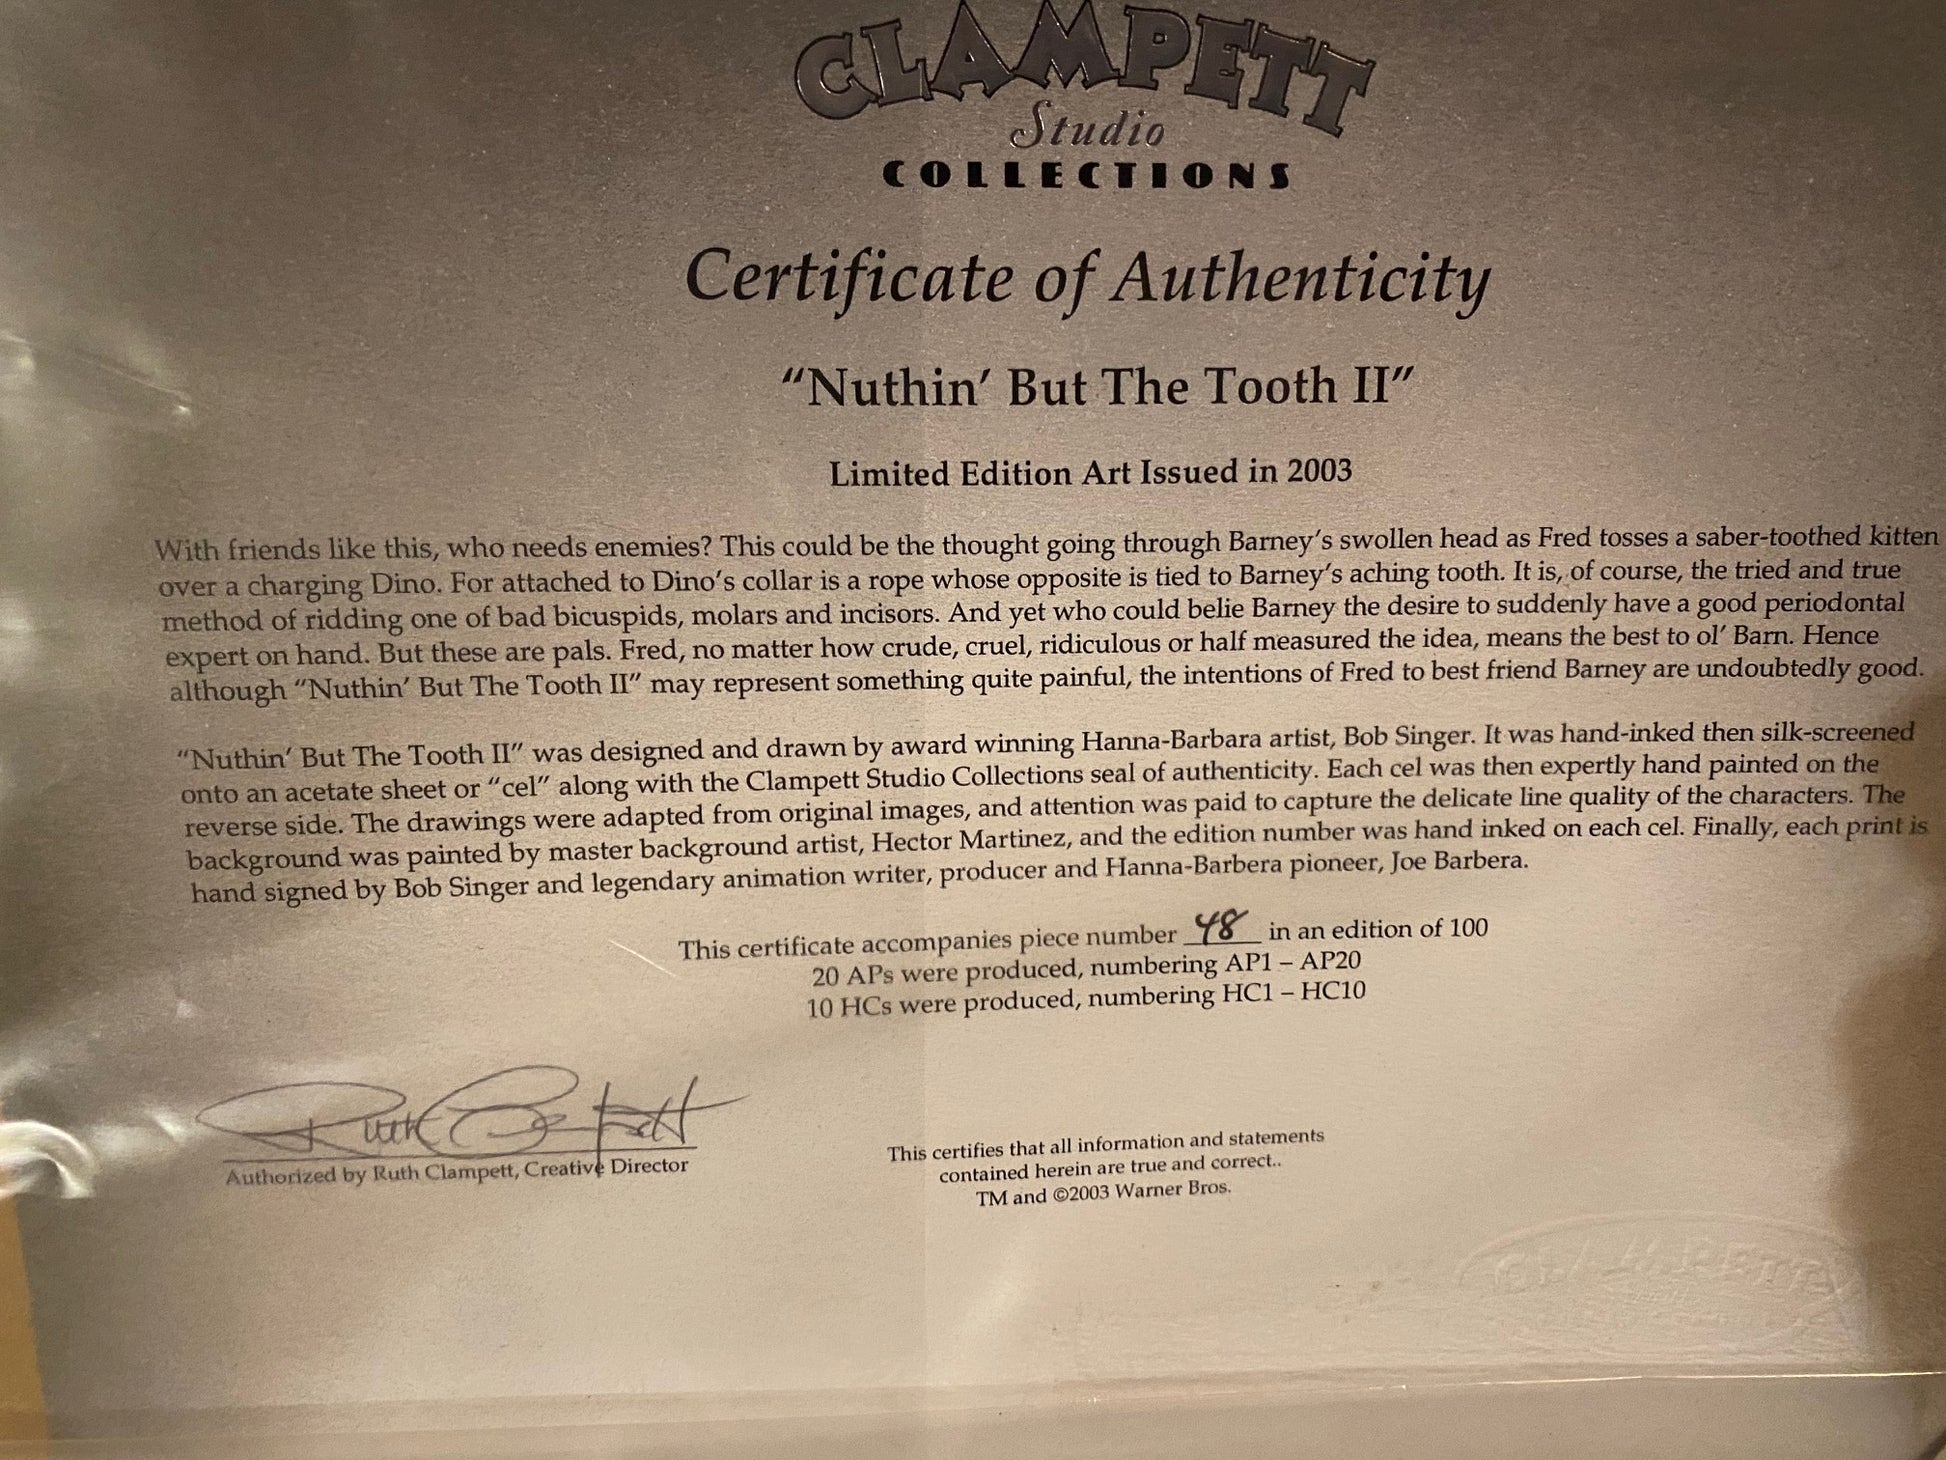 CLAMPETT
Studio
COLLECTIONS
Certificate of Authenticity
“Nuthin’ But The Tooth II”
Limited Edition Art Issued in 2003
With friends like this, who needs enemies? This could be the thought going through Barney’s swollen head as Fred tosses a saber-toothed kitten
over a charging Dino. For attached to Dino’s collar is a rope whose opposite is tied to Barney’s aching tooth. It is, of course, the tried and true
method of ridding one of bad bicuspids, molars and incisors. And yet who could belie Barney the desire to suddenly have a good periodontal
expert on hand. But these are pals. Fred, no matter how crude, cruel, ridiculous or half measured the idea, means the best to ol’ Barn. Hence
although “Nuthin’ But The Tooth II” may represent something quite painful, the intentions of Fred to best friend Barney are undoubtedly good.
“Nuthin’ But The Tooth II” was designed and drawn by award winning Hanna-Barbara artist, Bob Singer. It was hand-inked then silk-screened
onto an acetate sheet or “cel” along with the Clampett Studio Collections seal of authenticity. Each cel was then expertly hand painted on the
reverse side. The drawings were adapted from original images, and attention was paid to capture the delicate line quality of the characters. The
background was painted by master background artist, Hector Martinez, and the edition number was hand inked on each cel. Finally, each print is
hand signed by Bob Singer and legendary animation writer, producer and Hanna-Barbera pioneer, Joe Barbera.
This certificate accompanies piece number 48 in an edition of 100
20 APs were produced, numbering AP1 – AP20
10 HCs were produced, numbering HC1 – HC10
Ruth Clampett
Authorized by Ruth Clampett, Creative Director
This certifies that all information and statements
contained herein are true and correct..
TM and ©2003 Warner Bros.
CLAMPETT